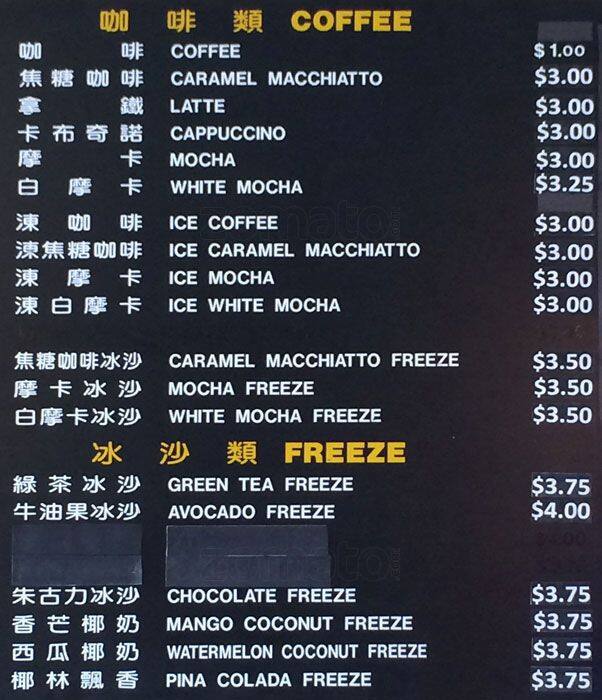 咖啡類 COFFEE
咖啡 COFFEE $1.00
焦糖咖啡 CARAMEL MACCHIATTO $3.00
拿鐵 LATTE $3.00
卡布奇諾 CAPPUCCINO $3.00
摩卡 MOCHA $3.00
白摩卡 WHITE MOCHA $3.25
涷咖啡 ICE COFFEE $3.00
涷焦糖咖啡 ICE CARAMEL MACCHIATTO $3.00
涷摩卡 ICE MOCHA $3.00
涷白摩卡 ICE WHITE MOCHA $3.00
焦糖咖啡冰沙 CARAMEL MACCHIATTO FREEZE $3.50
摩卡冰沙 MOCHA FREEZE $3.50
白摩卡冰沙 WHITE MOCHA FREEZE $3.50
冰沙類 FREEZE
綠茶冰沙 GREEN TEA FREEZE $3.75
牛油果冰沙 AVOCADO FREEZE $4.00
朱古力冰沙 CHOCOLATE FREEZE $3.75
香芒椰奶 MANGO COCONUT FREEZE $3.75
西瓜椰奶 WATERMELON COCONUT FREEZE $3.75
椰林飄香 PINA COLADA FREEZE $3.75